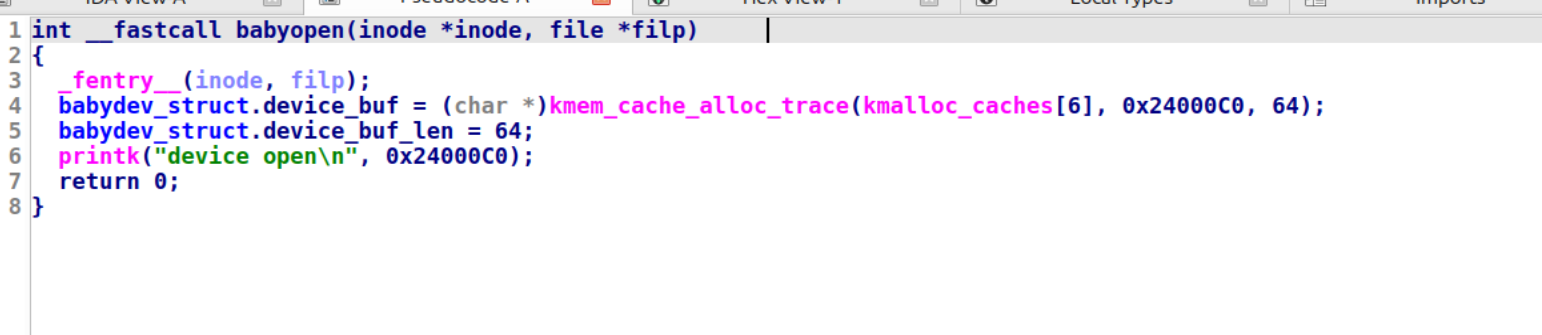 IDA View-A Pseudocode-A Hex View-1 Local Types Imports
1 int __fastcall babyopen(inode *inode, file *filp)
2 {
3   _fentry__(inode, filp);
4   babydev_struct.device_buf = (char *)kmem_cache_alloc_trace(kmalloc_caches[6], 0x24000C0, 64);
5   babydev_struct.device_buf_len = 64;
6   printk("device open\n", 0x24000C0);
7   return 0;
8 }